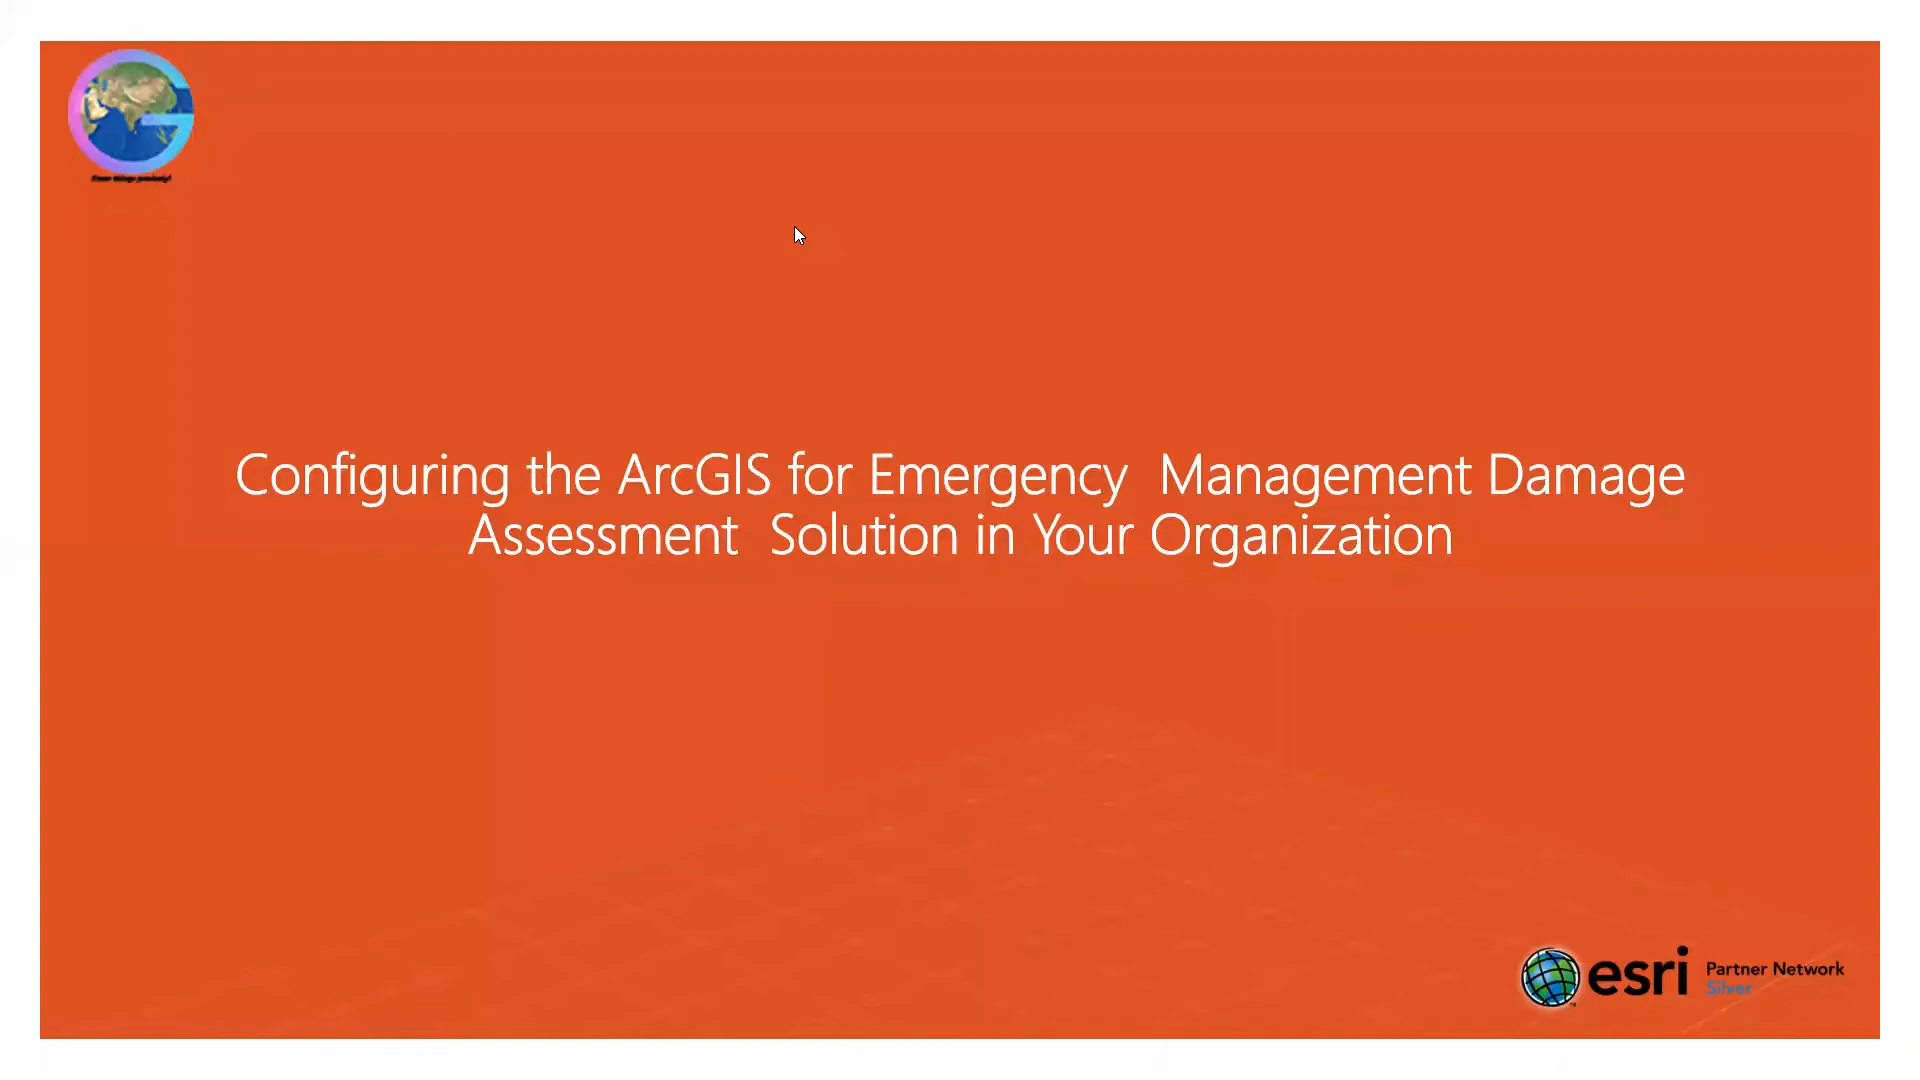 Configuring the ArcGIS for Emergency  Management Damage
Assessment  Solution in Your Organization
esri Partner Network
Silver